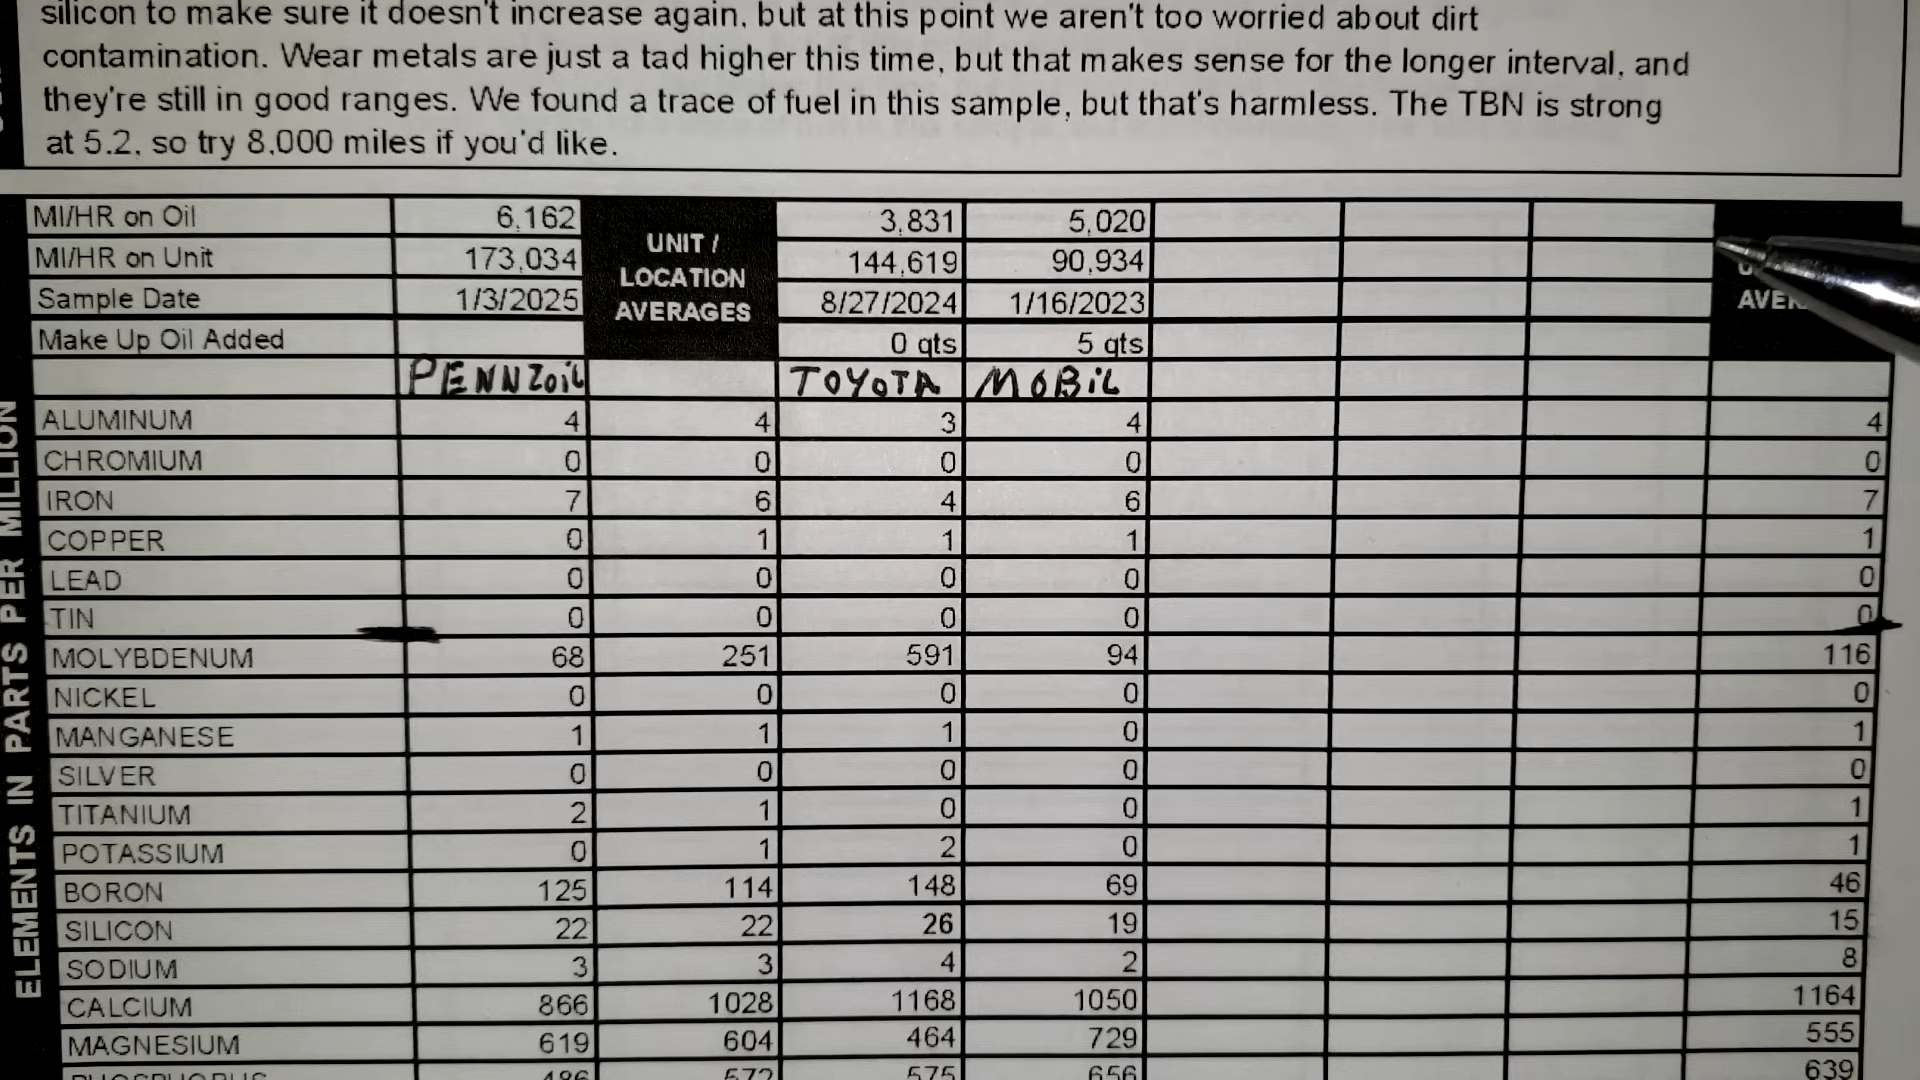 silicon to make sure it doesn't increase again, but at this point we aren't too worried about dirt
contamination. Wear metals are just a tad higher this time, but that makes sense for the longer interval, and
they're still in good ranges. We found a trace of fuel in this sample, but that's harmless. The TBN is strong
at 5.2, so try 8,000 miles if you'd like.
MI/HR on Oil 6,162 UNIT / LOCATION AVERAGES 3,831 5,020
MI/HR on Unit 173,034 144,619 90,934
Sample Date 1/3/2025 8/27/2024 1/16/2023
Make Up Oil Added 0 qts 5 qts
PENNZOIL TOYOTA MOBIL
ELEMENTS IN PARTS PER MILLION
ALUMINUM 4 4 3 4 4
CHROMIUM 0 0 0 0 0
IRON 7 6 4 6 7
COPPER 0 1 1 1 1
LEAD 0 0 0 0 0
TIN 0 0 0 0 0
MOLYBDENUM 68 251 591 94 116
NICKEL 0 0 0 0 0
MANGANESE 1 1 1 0 1
SILVER 0 0 0 0 0
TITANIUM 2 1 0 0 1
POTASSIUM 0 1 2 0 1
BORON 125 114 148 69 46
SILICON 22 22 26 19 15
SODIUM 3 3 4 2 8
CALCIUM 866 1028 1168 1050 1164
MAGNESIUM 619 604 464 729 555
PHOSPHORUS 486 572 575 656 639